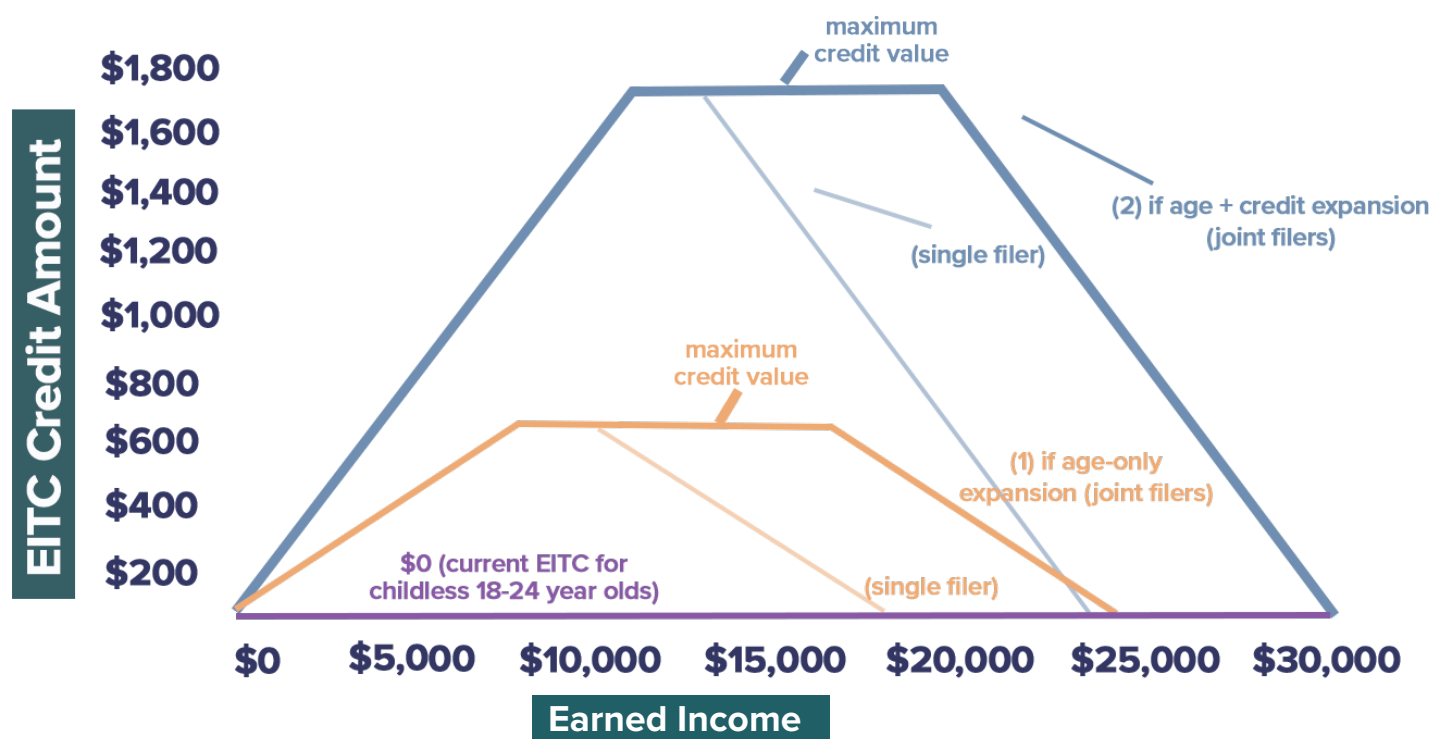 maximum
credit value
$1,800
$1,600
$1,400
$1,200
$1,000
$800
$600
$400
$200
EITC Credit Amount
(2) if age + credit expansion
(joint filers)
(single filer)
maximum
credit value
(1) if age-only
expansion (joint filers)
$0 (current EITC for
childless 18-24 year olds)
(single filer)
$0
$5,000
$10,000
$15,000
$20,000
$25,000
$30,000
Earned Income